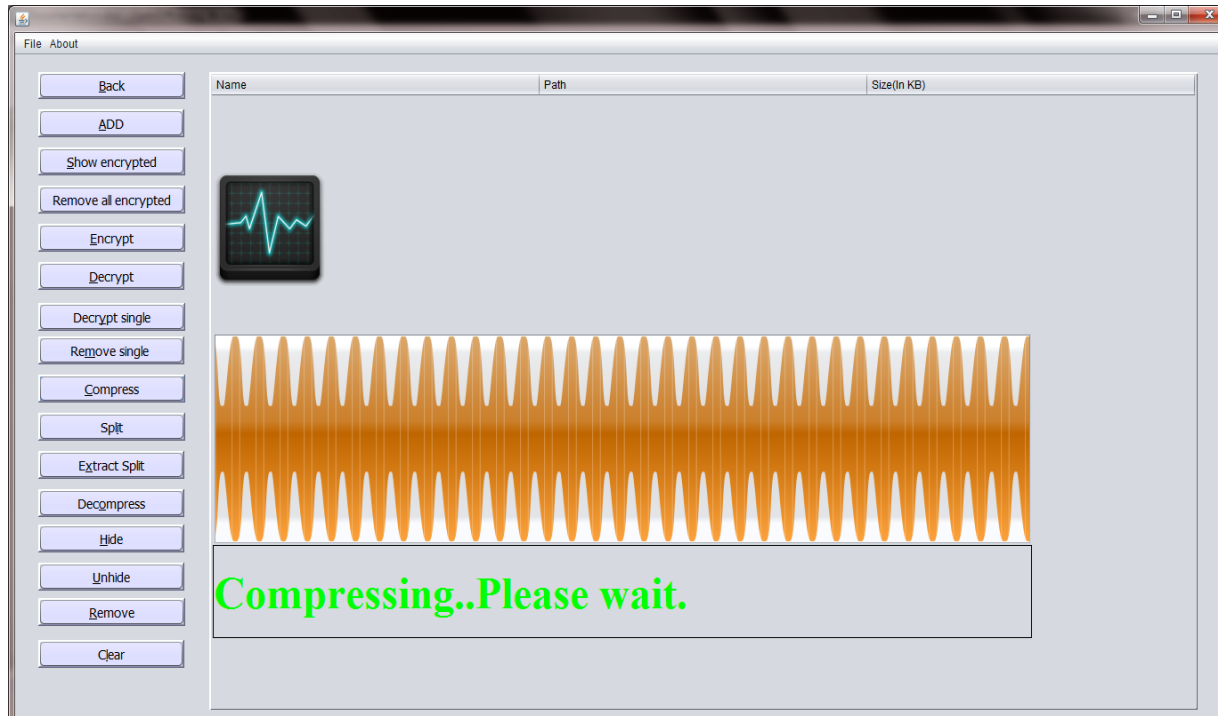 File About
Back
ADD
Show encrypted
Remove all encrypted
Encrypt
Decrypt
Decrypt single
Remove single
Compress
Split
Extract Split
Decompress
Hide
Unhide
Remove
Clear
Name Path Size(In KB)
Compressing..Please wait.